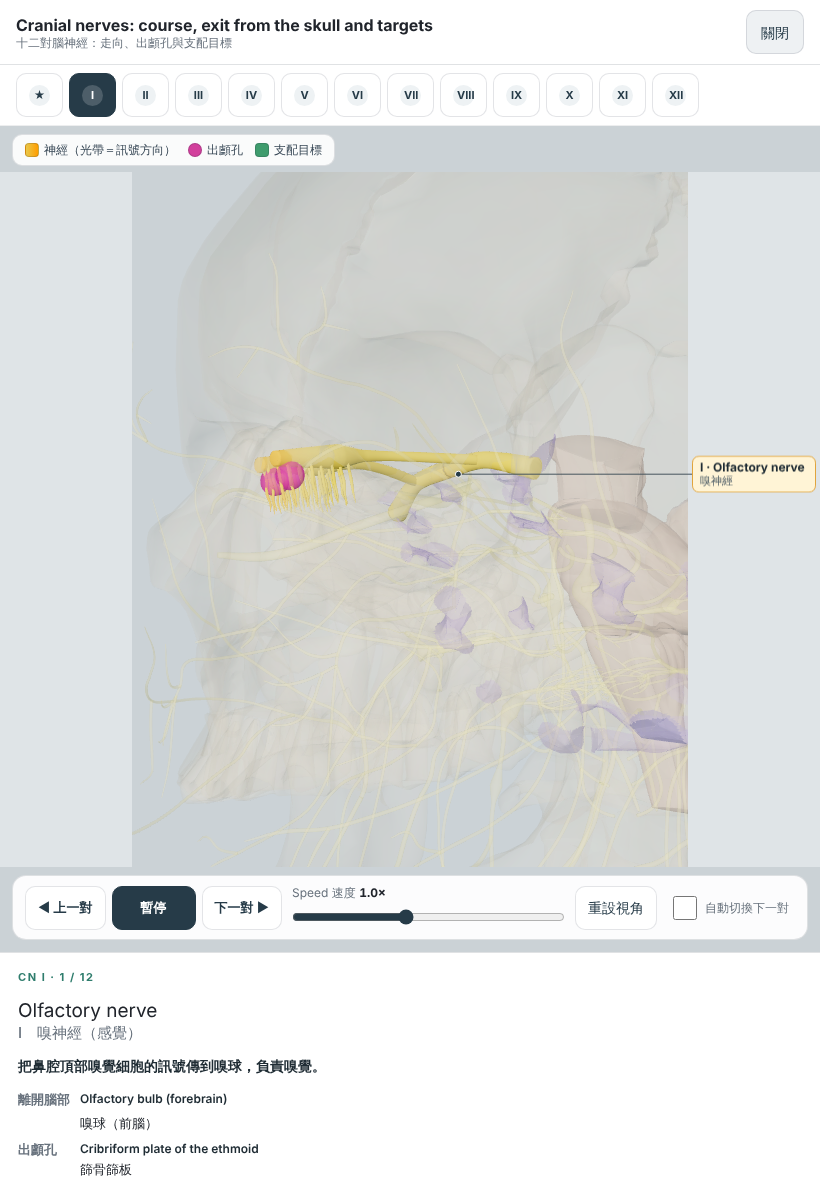 Cranial nerves: course, exit from the skull and targets
十二對腦神經：走向、出顱孔與支配目標
關閉
★ I II III IV V VI VII VIII IX X XI XII
神經（光帶＝訊號方向） 出顱孔 支配目標
I · Olfactory nerve
嗅神經
◀ 上一對 暫停 下一對 ▶ Speed 速度 1.0× 重設視角 自動切換下一對
CN I · 1 / 12
Olfactory nerve
I 嗅神經（感覺）
把鼻腔頂部嗅覺細胞的訊號傳到嗅球，負責嗅覺。
離開腦部 Olfactory bulb (forebrain)
嗅球（前腦）
出顱孔 Cribriform plate of the ethmoid
篩骨篩板